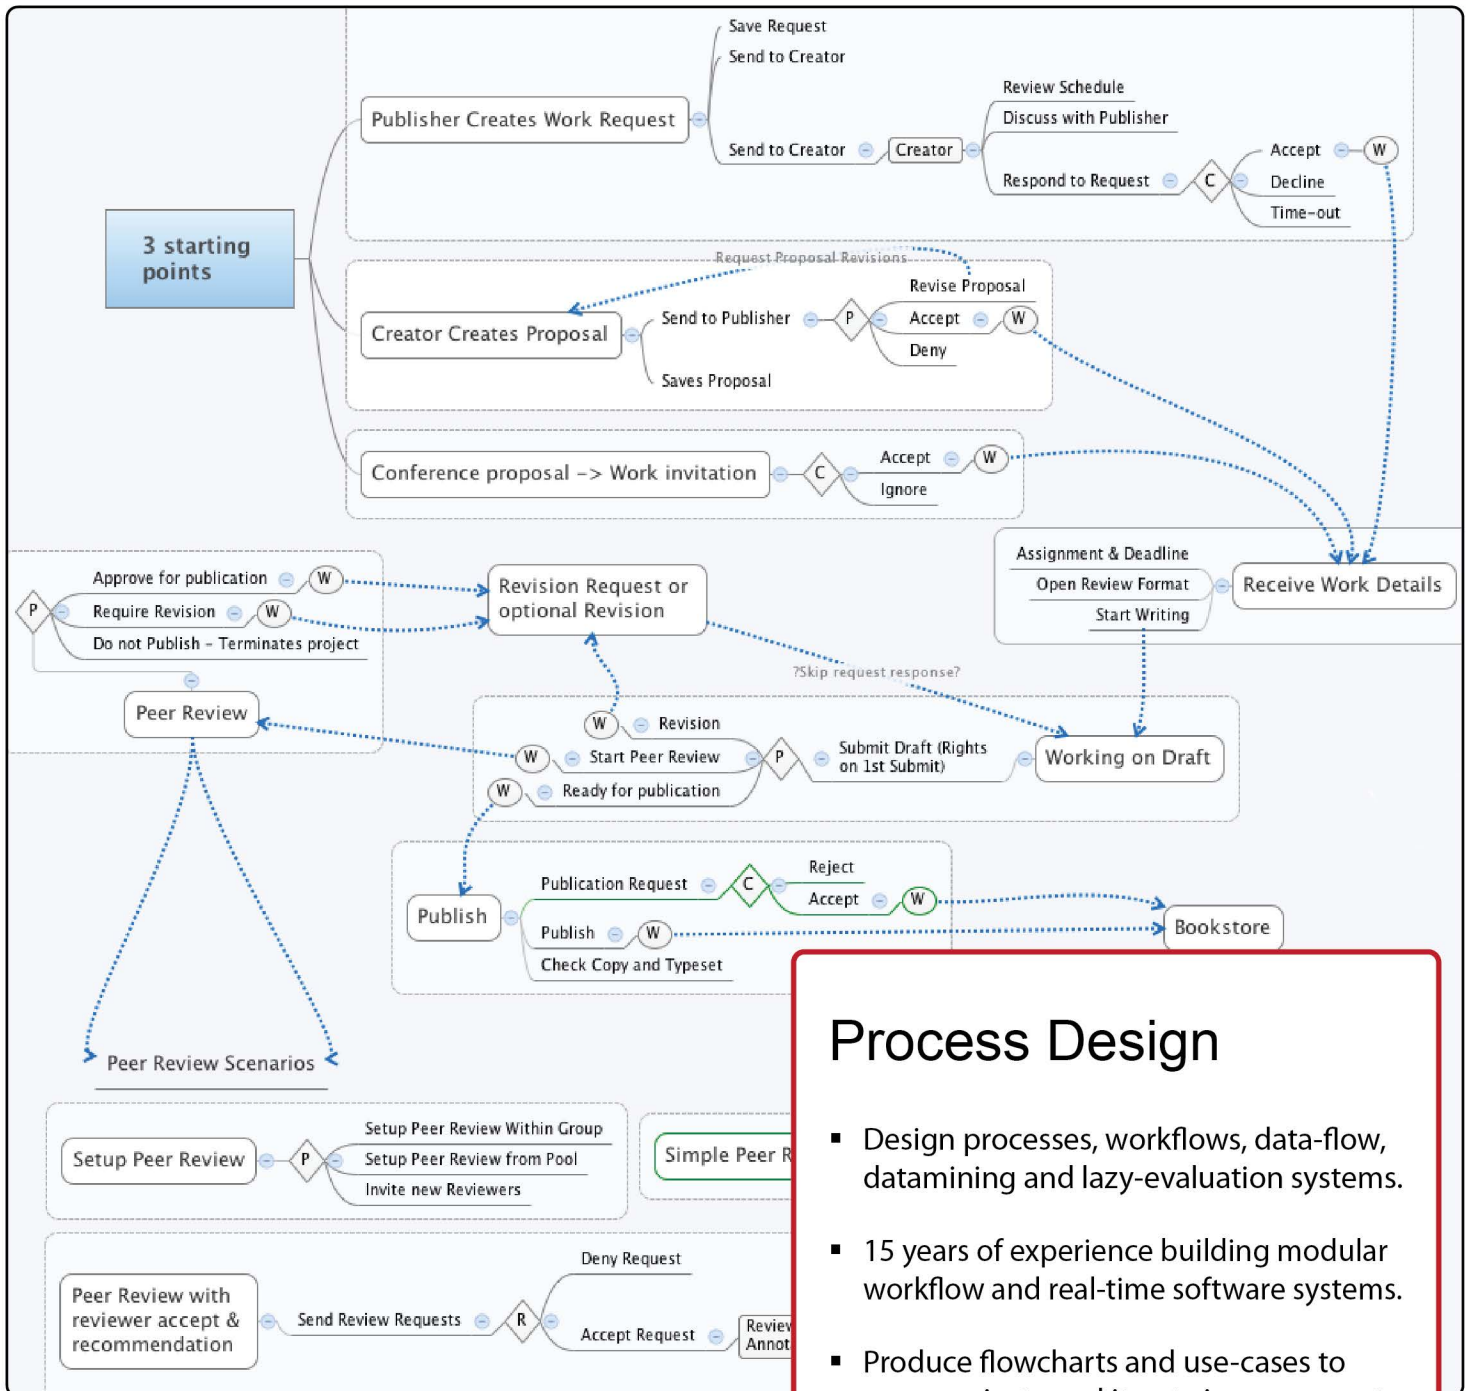 Save Request
Send to Creator
Review Schedule
Publisher Creates Work Request
Discuss with Publisher
Send to Creator
Creator
Accept
W
Respond to Request
C
Decline
Time-out
3 starting
points
Request Proposal Revisions
Revise Proposal
Creator Creates Proposal
Send to Publisher
P
Accept
W
Deny
Saves Proposal
Conference proposal -> Work invitation
C
Accept
W
Ignore
Assignment & Deadline
Open Review Format
Start Writing
Receive Work Details
P
Approve for publication
W
Require Revision
W
Do not Publish - Terminates project
Peer Review
Revision Request or
optional Revision
?Skip request response?
W
Revision
W
Start Peer Review
W
Ready for publication
P
Submit Draft (Rights
on 1st Submit)
Working on Draft
Publish
Publication Request
C
Reject
Accept
W
Publish
W
Check Copy and Typeset
Bookstore
Peer Review Scenarios
Setup Peer Review
P
Setup Peer Review Within Group
Setup Peer Review from Pool
Invite new Reviewers
Simple Peer R
Peer Review with
reviewer accept &
recommendation
Send Review Requests
R
Deny Request
Accept Request
Review
Annot
Process Design
▪ Design processes, workflows, data-flow,
datamining and lazy-evaluation systems.
▪ 15 years of experience building modular
workflow and real-time software systems.
▪ Produce flowcharts and use-cases to